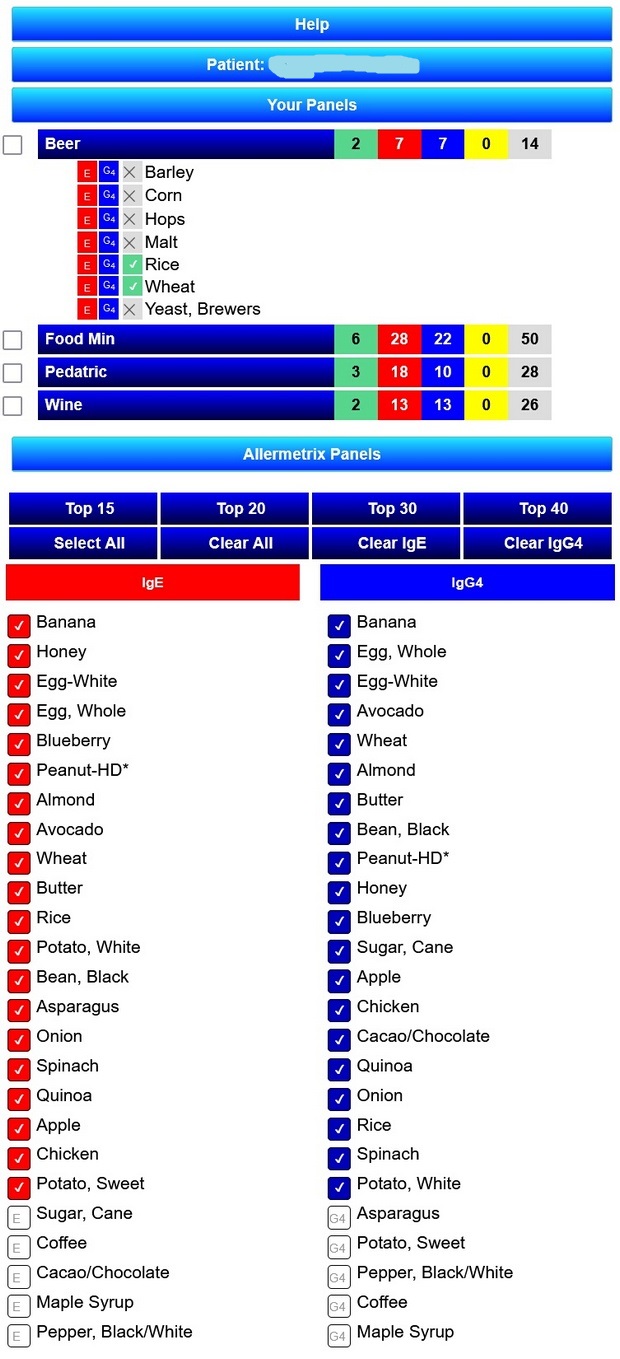 Help
Patient:
Your Panels
Beer 2 7 7 0 14
E G4 Barley
E G4 Corn
E G4 Hops
E G4 Malt
E G4 Rice
E G4 Wheat
E G4 Yeast, Brewers
Food Min 6 28 22 0 50
Pedatric 3 18 10 0 28
Wine 2 13 13 0 26
Allermetrix Panels
Top 15 Top 20 Top 30 Top 40
Select All Clear All Clear IgE Clear IgG4
IgE IgG4
Banana Banana
Honey Egg, Whole
Egg-White Egg-White
Egg, Whole Avocado
Blueberry Wheat
Peanut-HD* Almond
Almond Butter
Avocado Bean, Black
Wheat Peanut-HD*
Butter Honey
Rice Blueberry
Potato, White Sugar, Cane
Bean, Black Apple
Asparagus Chicken
Onion Cacao/Chocolate
Spinach Quinoa
Quinoa Onion
Apple Rice
Chicken Spinach
Potato, Sweet Potato, White
E Sugar, Cane G4 Asparagus
E Coffee G4 Potato, Sweet
E Cacao/Chocolate G4 Pepper, Black/White
E Maple Syrup G4 Coffee
E Pepper, Black/White G4 Maple Syrup